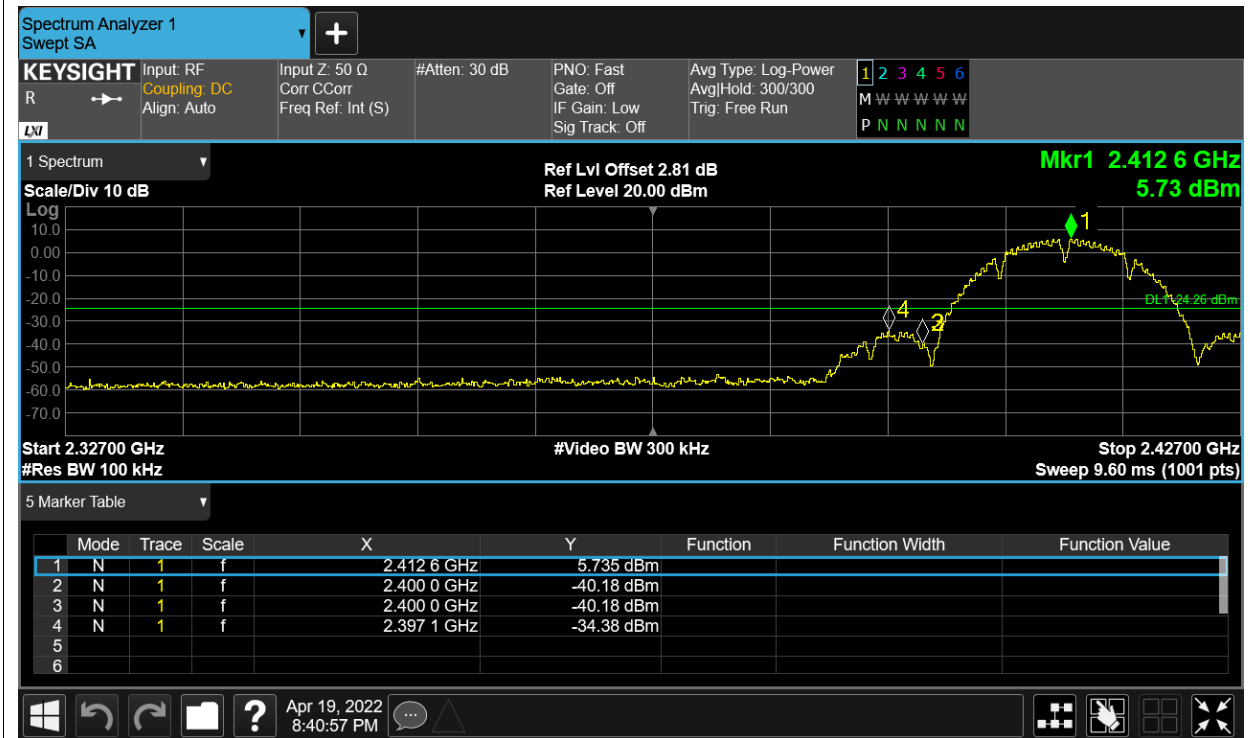 Spectrum Analyzer 1
Swept SA
KEYSIGHT Input: RF Input Z: 50 Ω #Atten: 30 dB PNO: Fast Avg Type: Log-Power 1 2 3 4 5 6
R Coupling: DC Corr CCorr Gate: Off Avg|Hold: 300/300 M W W W W W
Align: Auto Freq Ref: Int (S) IF Gain: Low Trig: Free Run
LXI Sig Track: Off P N N N N N
1 Spectrum Ref Lvl Offset 2.81 dB Mkr1 2.412 6 GHz
Scale/Div 10 dB Ref Level 20.00 dBm 5.73 dBm
Log
10.0
0.00
-10.0
-20.0
-30.0
-40.0
-50.0
-60.0
-70.0
1
DL1 -24.26 dBm
4
2
Start 2.32700 GHz #Video BW 300 kHz Stop 2.42700 GHz
#Res BW 100 kHz Sweep 9.60 ms (1001 pts)
5 Marker Table
Mode Trace Scale X Y Function Function Width Function Value
1 N 1 f 2.412 6 GHz 5.735 dBm
2 N 1 f 2.400 0 GHz -40.18 dBm
3 N 1 f 2.400 0 GHz -40.18 dBm
4 N 1 f 2.397 1 GHz -34.38 dBm
5
6
? Apr 19, 2022
8:40:57 PM